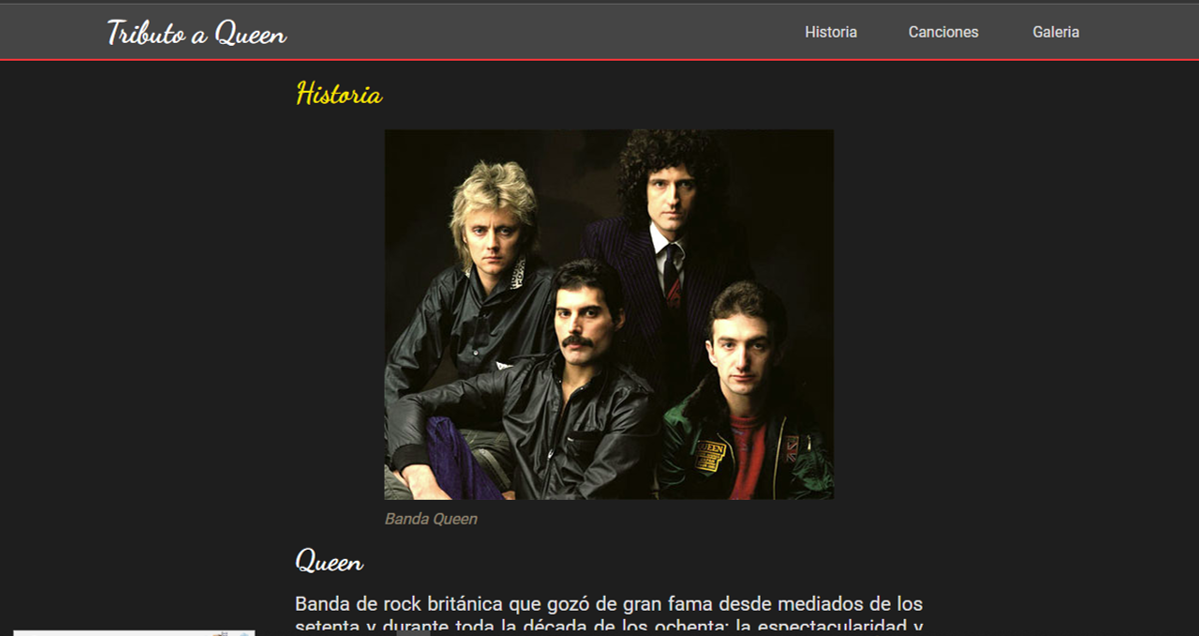 Tributo a Queen
Historia
Canciones
Galeria
Historia
QUEEN
Banda Queen
Queen
Banda de rock británica que gozó de gran fama desde mediados de los
setenta y durante toda la década de los ochenta; la espectacularidad y